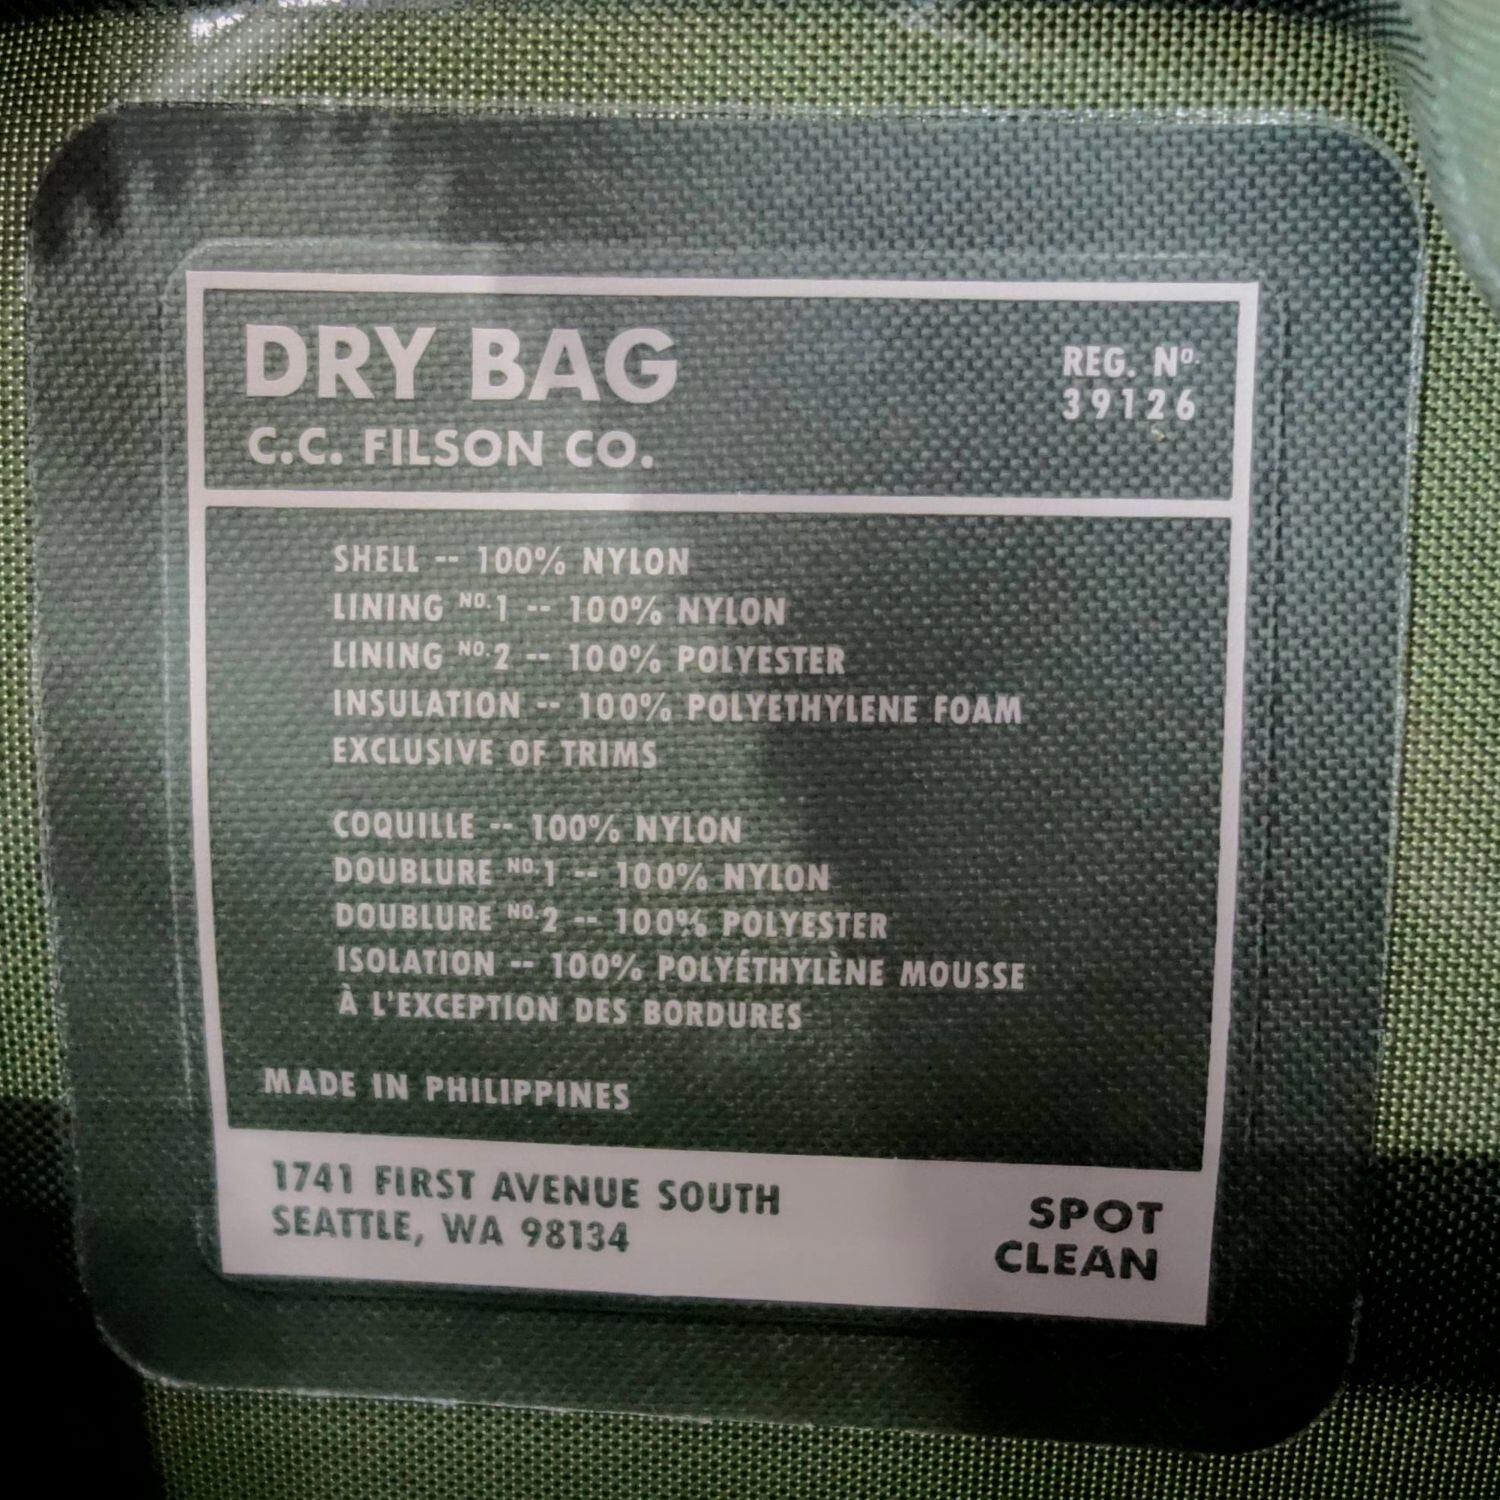 DRY BAG
C.C. FILSON CO.
REG. Nº.
39126
SHELL -- 100% NYLON
LINING NO.1 -- 100% NYLON
LINING NO.2 -- 100% POLYESTER
INSULATION -- 100% POLYETHYLENE FOAM
EXCLUSIVE OF TRIMS
COQUILLE -- 100% NYLON
DOUBLURE NO.1 -- 100% NYLON
DOUBLURE NO.2 -- 100% POLYESTER
ISOLATION -- 100% POLYÉTHYLÈNE MOUSSE
À L'EXCEPTION DES BORDURES
MADE IN PHILIPPINES
1741 FIRST AVENUE SOUTH
SEATTLE, WA 98134
SPOT
CLEAN